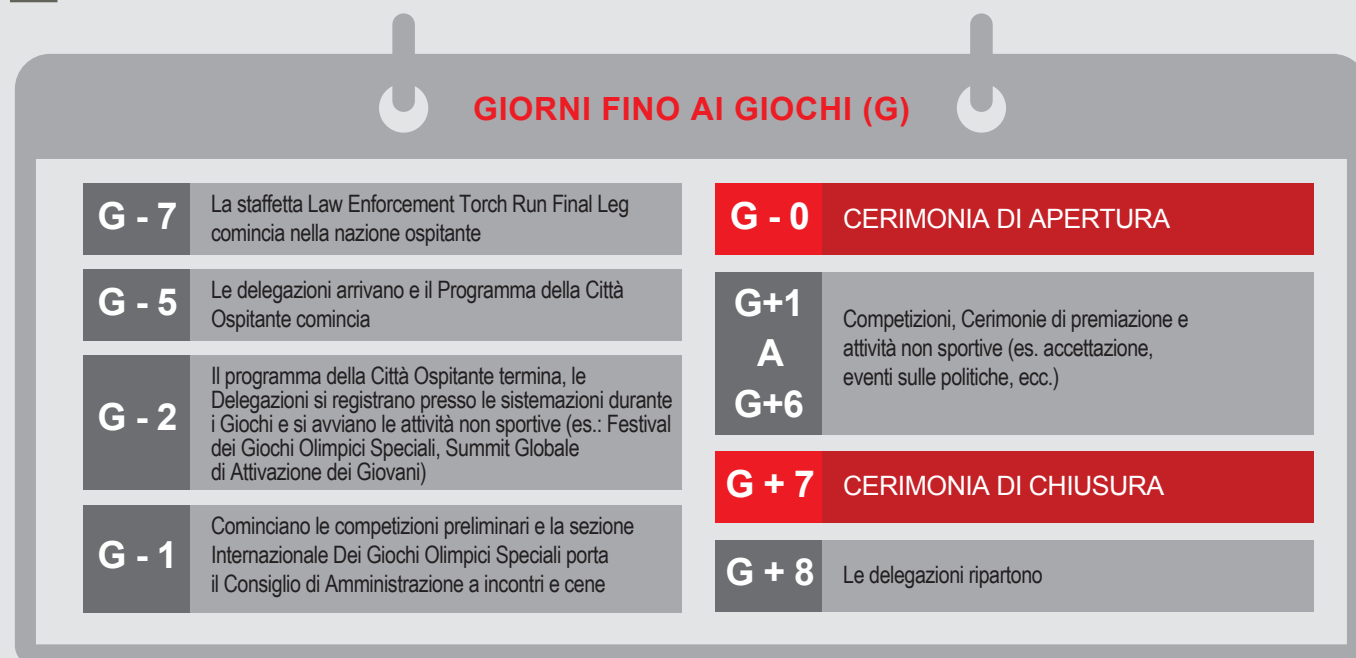 GIORNI FINO AI GIOCHI (G)
G - 7
La staffetta Law Enforcement Torch Run Final Leg
comincia nella nazione ospitante
G - 5
Le delegazioni arrivano e il Programma della Città
Ospitante comincia
G - 2
Il programma della Città Ospitante termina, le
Delegazioni si registrano presso le sistemazioni durante
i Giochi e si avviano le attività non sportive (es.: Festival
dei Giochi Olimpici Speciali, Summit Globale
di Attivazione dei Giovani)
G - 1
Cominciano le competizioni preliminari e la sezione
Internazionale Dei Giochi Olimpici Speciali porta
il Consiglio di Amministrazione a incontri e cene
G - 0
CERIMONIA DI APERTURA
G+1
A
G+6
Competizioni, Cerimonie di premiazione e
attività non sportive (es. accettazione,
eventi sulle politiche, ecc.)
G + 7
CERIMONIA DI CHIUSURA
G + 8
Le delegazioni ripartono